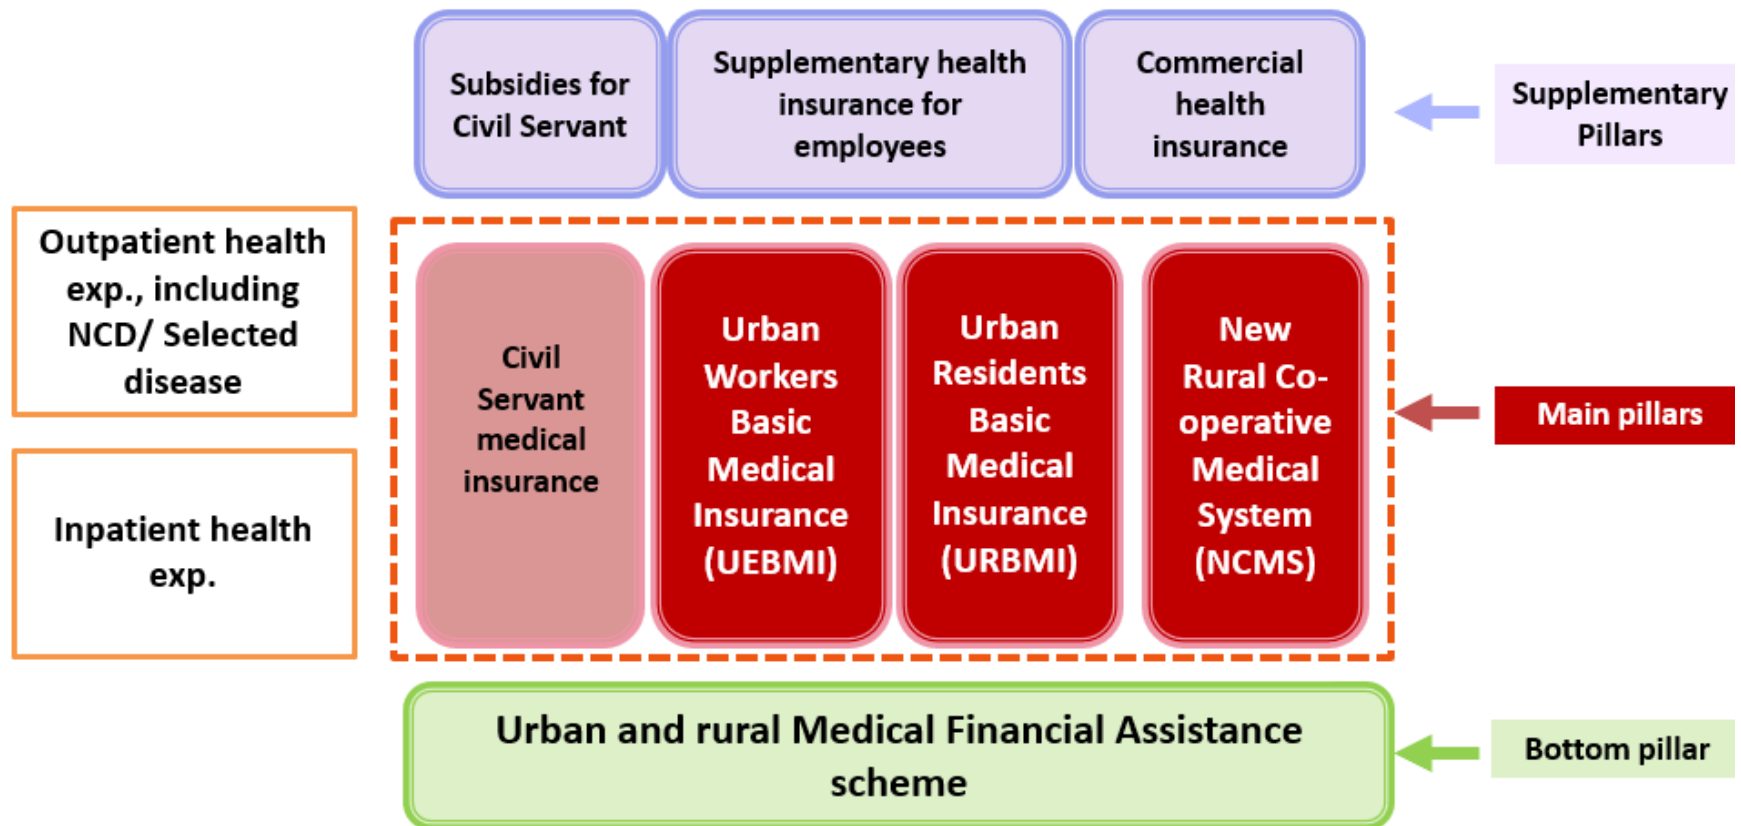 Subsidies for
Civil Servant
Supplementary health
insurance for
employees
Commercial
health
insurance
Supplementary
Pillars
Outpatient health
exp., including
NCD/ Selected
disease
Inpatient health
exp.
Civil
Servant
medical
insurance
Urban
Workers
Basic
Medical
Insurance
(UEBMI)
Urban
Residents
Basic
Medical
Insurance
(URBMI)
New
Rural Co-
operative
Medical
System
(NCMS)
Main pillars
Urban and rural Medical Financial Assistance
scheme
Bottom pillar